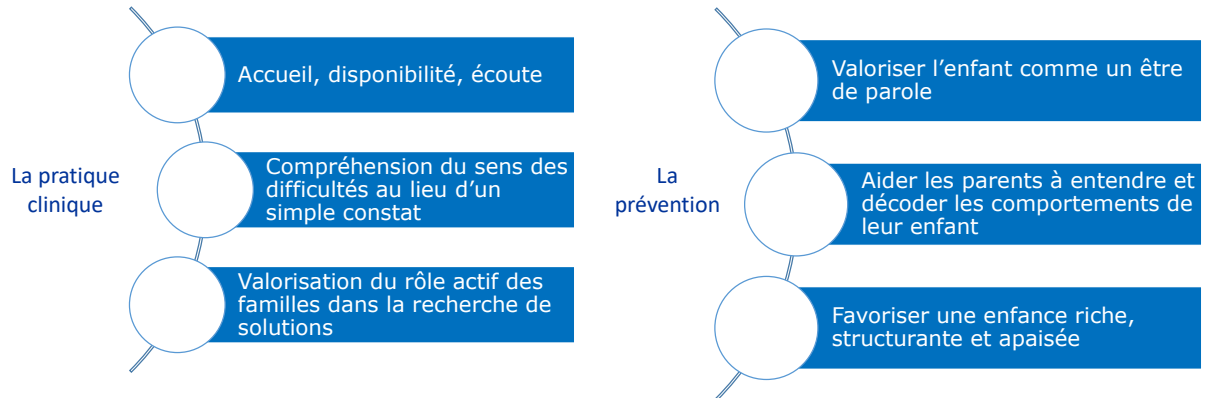 La pratique
clinique
Accueil, disponibilité, écoute
Compréhension du sens des
difficultés au lieu d’un
simple constat
Valorisation du rôle actif des
familles dans la recherche de
solutions
La
prévention
Valoriser l’enfant comme un être
de parole
Aider les parents à entendre et
décoder les comportements de
leur enfant
Favoriser une enfance riche,
structurante et apaisée